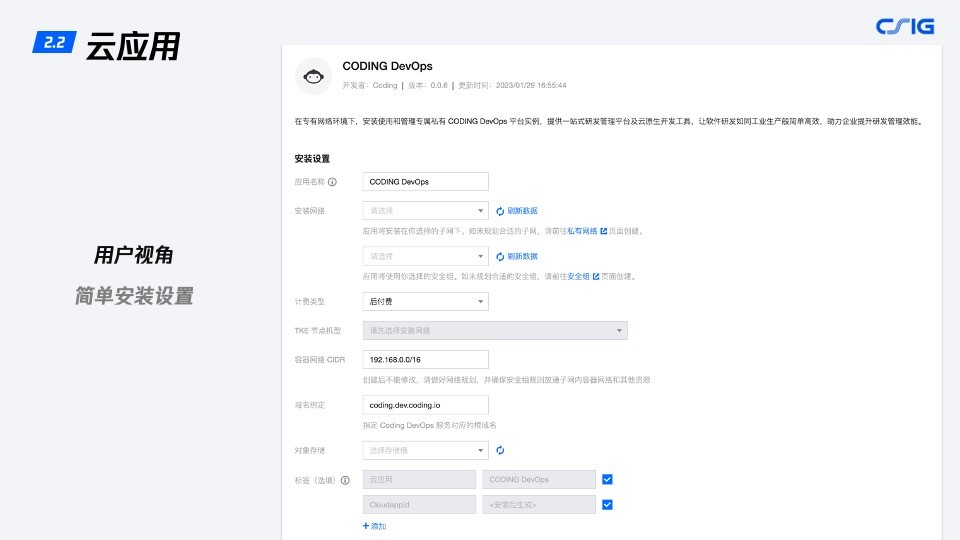 2.2 云应用
CSIG
CODING DevOps
开发者：Coding | 版本：0.0.6 | 更新时间：2023/01/29 16:55:44
在专有网络环境下，安装使用和管理专属私有 CODING DevOps 平台实例，提供一站式研发管理平台及云原生开发工具，让软件研发如同工业生产般简单高效，助力企业提升研发管理效能。
安装设置
应用名称 CODING DevOps
安装网络 请选择 刷新数据
应用将安装在你选择的子网下。如未规划合适的子网，请前往私有网络 页面创建。
请选择 刷新数据
应用将使用你选择的安全组。如未规划合适的安全组，请前往安全组 页面创建。
用户视角
简单安装设置
计费类型 后付费
TKE 节点机型 请先选择安装网络
容器网络 CIDR 192.168.0.0/16
创建后不能修改，请做好网络规划，并确保安全组规则放通子网内容器网络和其他资源
域名绑定 coding.dev.coding.io
指定 Coding DevOps 服务对应的根域名
对象存储 选择存储桶
标签（选填） 云应用 CODING DevOps
CloudappId <安装后生成>
+ 添加